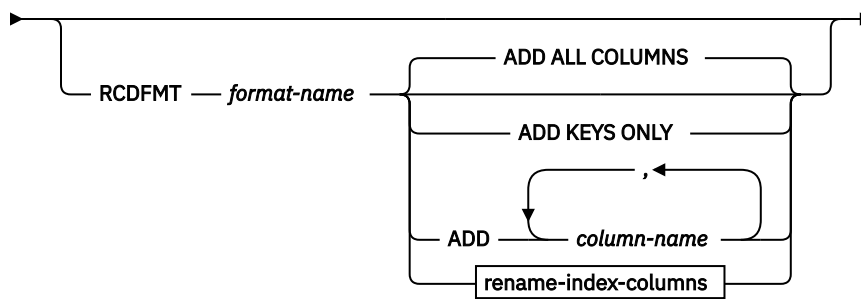 ADD ALL COLUMNS
RCDFMT format-name
ADD KEYS ONLY
,
ADD column-name
rename-index-columns